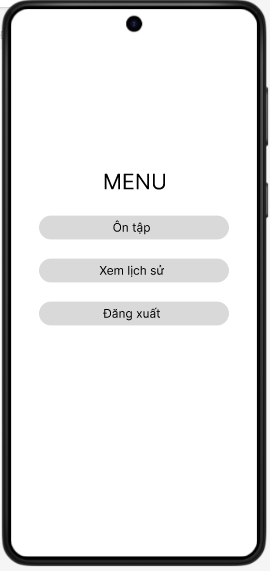 MENU
Ôn tập
Xem lịch sử
Đăng xuất